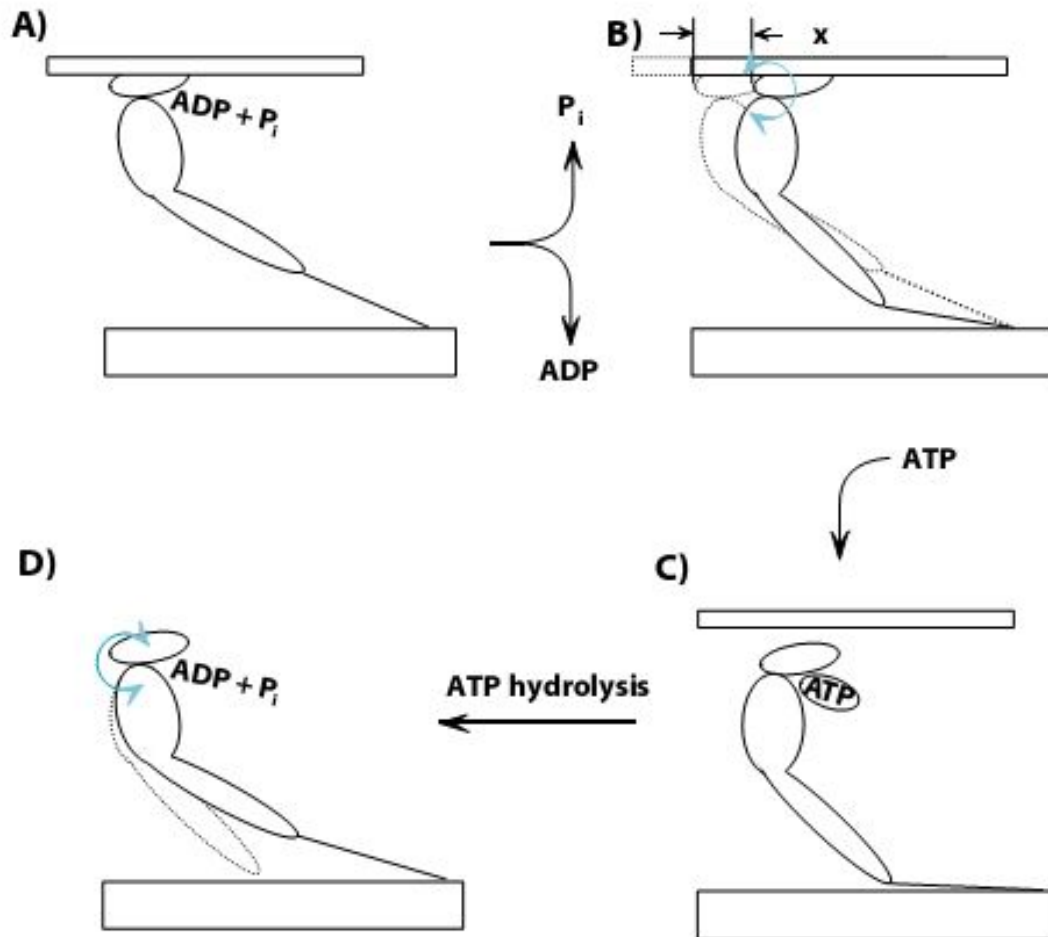 A)
ADP + Pi
B)
x
Pi
ADP
ATP
D)
ADP + Pi
ATP hydrolysis
C)
ATP